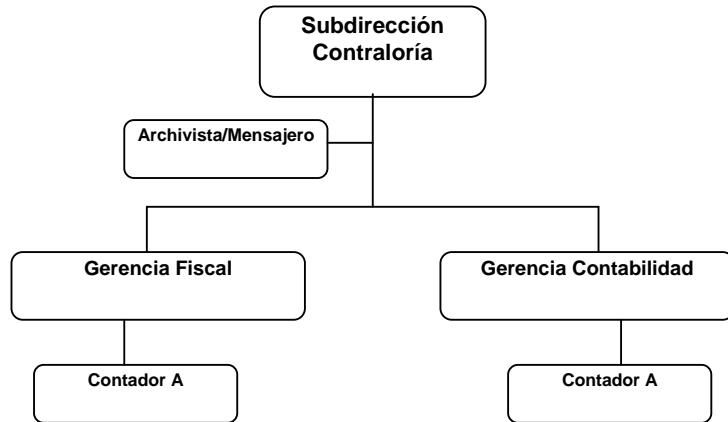 Subdirección
Contraloría
Archivista/Mensajero
Gerencia Fiscal
Gerencia Contabilidad
Contador A
Contador A